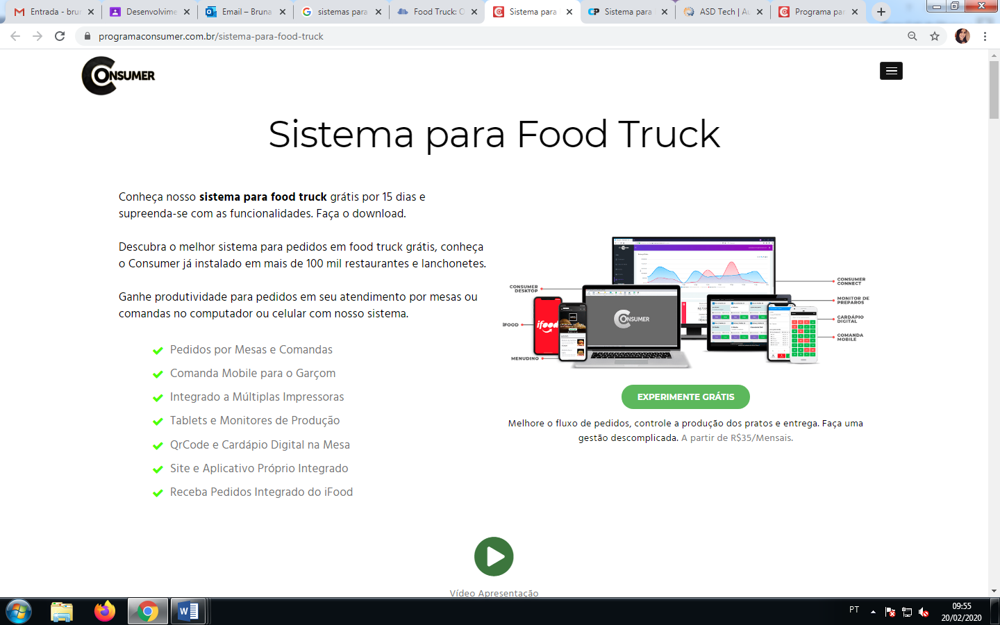 Entrada - brun
Desenvolvime
Email – Bruna
sistemas para
Food Truck: C
Sistema para
Sistema para
ASD Tech | Au
Programa par
programaconsumer.com.br/sistema-para-food-truck
CONSUMER
Sistema para Food Truck
Conheça nosso sistema para food truck grátis por 15 dias e
supreenda-se com as funcionalidades. Faça o download.
Descubra o melhor sistema para pedidos em food truck grátis, conheça
o Consumer já instalado em mais de 100 mil restaurantes e lanchonetes.
Ganhe produtividade para pedidos em seu atendimento por mesas ou
comandas no computador ou celular com nosso sistema.
Pedidos por Mesas e Comandas
Comanda Mobile para o Garçom
Integrado a Múltiplas Impressoras
Tablets e Monitores de Produção
QrCode e Cardápio Digital na Mesa
Site e Aplicativo Próprio Integrado
Receba Pedidos Integrado do iFood
CONSUMER
DESKTOP
IFOOD
MENUDINO
ifood
CONSUMER
CONSUMER
CONNECT
MONITOR DE
PREPAROS
CARDÁPIO
DIGITAL
COMANDA
MOBILE
EXPERIMENTE GRÁTIS
Melhore o fluxo de pedidos, controle a produção dos pratos e entrega. Faça uma
gestão descomplicada. A partir de R$35/Mensais.
Vídeo Apresentação
PT
09:55
20/02/2020